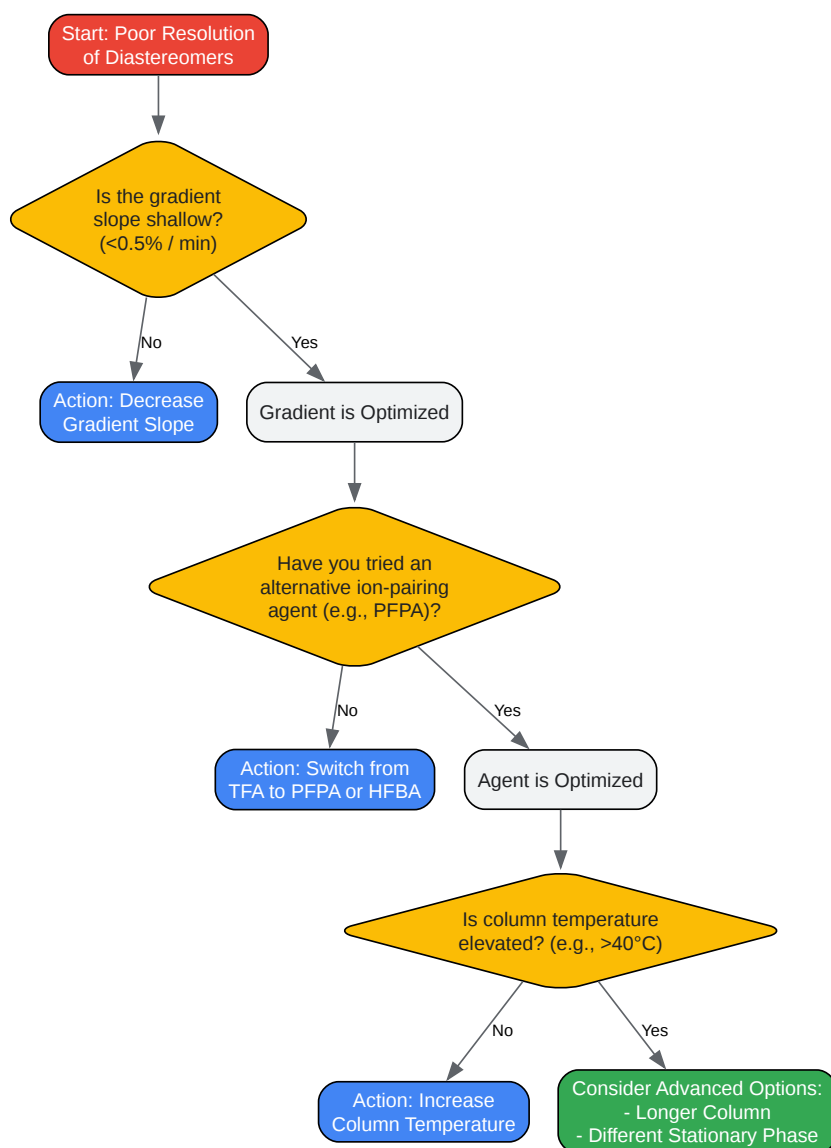 Start: Poor Resolution
of Diastereomers
Is the gradient
slope shallow?
(<0.5% / min)
No
Yes
Action: Decrease
Gradient Slope
Gradient is Optimized
Have you tried an
alternative ion-pairing
agent (e.g., PFPA)?
No
Yes
Action: Switch from
TFA to PFPA or HFBA
Agent is Optimized
Is column temperature
elevated? (e.g., >40°C)
No
Yes
Action: Increase
Column Temperature
Consider Advanced Options:
- Longer Column
- Different Stationary Phase